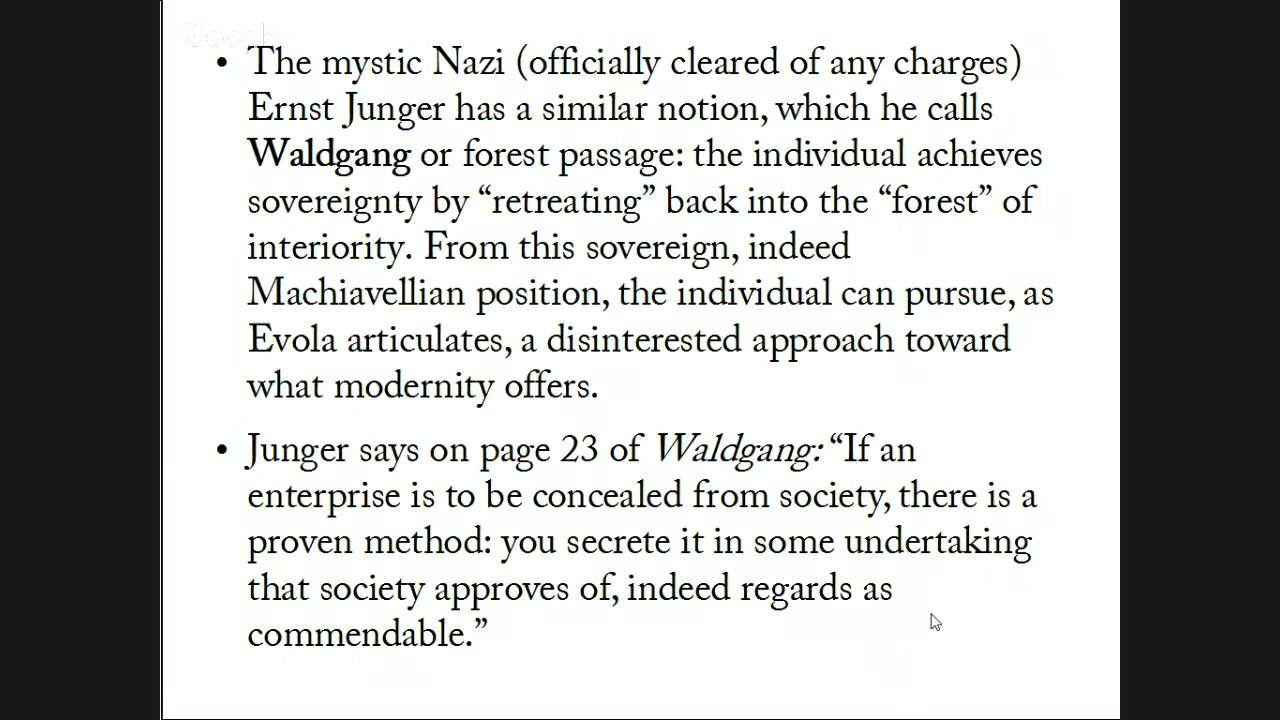 Google
• The mystic Nazi (officially cleared of any charges)
Ernst Junger has a similar notion, which he calls
Waldgang or forest passage: the individual achieves
sovereignty by “retreating” back into the “forest” of
interiority. From this sovereign, indeed
Machiavellian position, the individual can pursue, as
Evola articulates, a disinterested approach toward
what modernity offers.
• Junger says on page 23 of Waldgang: “If an
enterprise is to be concealed from society, there is a
proven method: you secrete it in some undertaking
that society approves of, indeed regards as
commendable.”